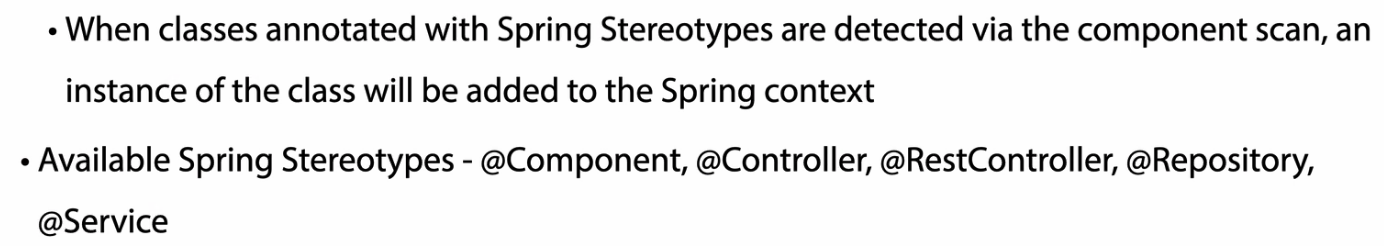 • When classes annotated with Spring Stereotypes are detected via the component scan, an
instance of the class will be added to the Spring context
• Available Spring Stereotypes - @Component, @Controller, @RestController, @Repository,
@Service